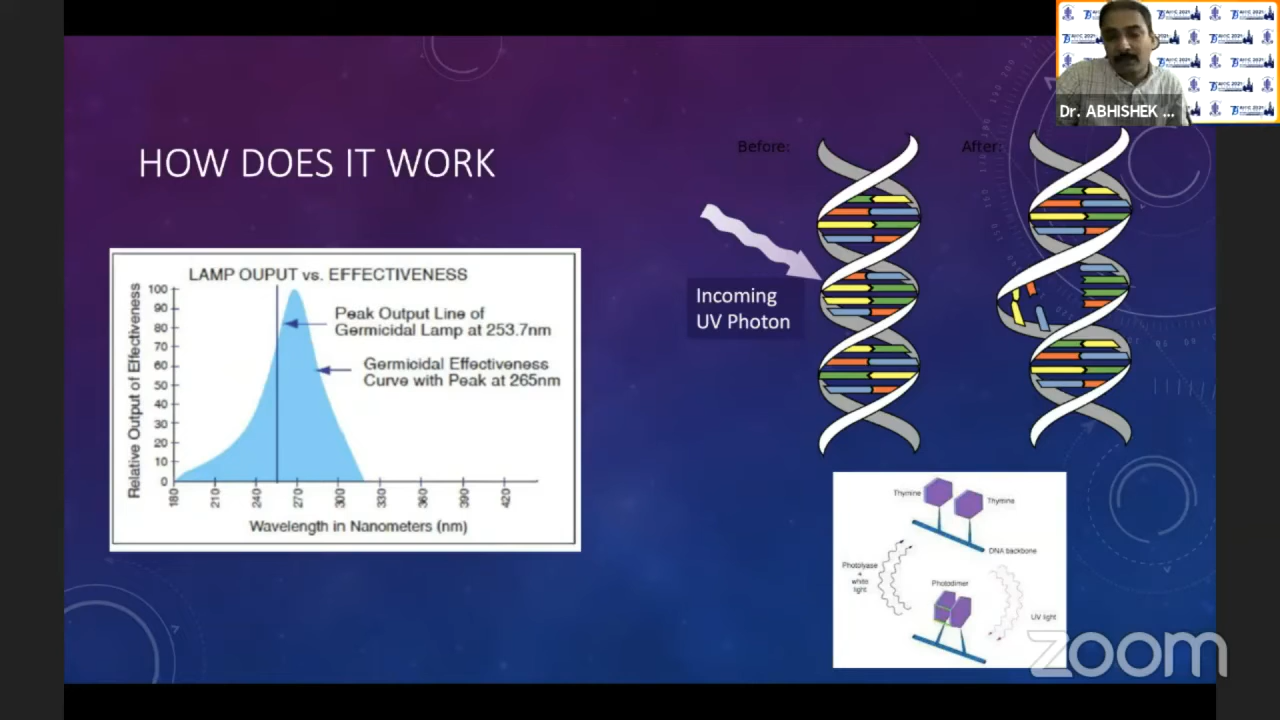 Dr. ABHISHEK ...
HOW DOES IT WORK
Before:
After:
Incoming
UV Photon
LAMP OUPUT vs. EFFECTIVENESS
Peak Output Line of
Germicidal Lamp at 253.7nm
Germicidal Effectiveness
Curve with Peak at 265nm
Relative Output of Effectiveness
100
90
80
70
60
50
40
30
20
10
0
180
210
240
270
300
330
360
390
420
Wavelength in Nanometers (nm)
Thymine
Thymine
DNA backbone
Photolyase
+
white
light
Photodimer
UV light
zoom